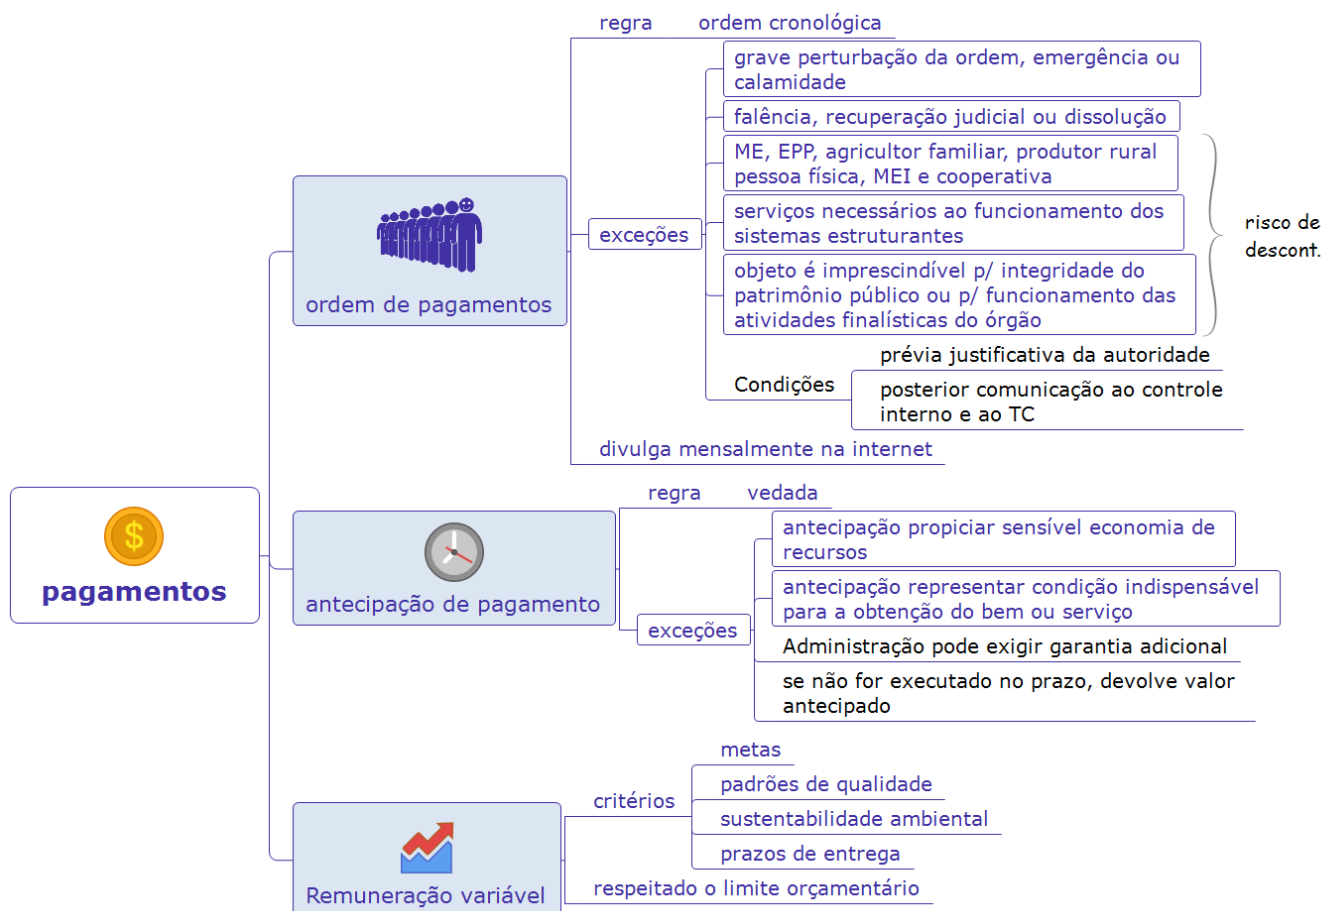 regra ordem cronológica
grave perturbação da ordem, emergência ou
calamidade
falência, recuperação judicial ou dissolução
ME, EPP, agricultor familiar, produtor rural
pessoa física, MEI e cooperativa
exceções
serviços necessários ao funcionamento dos
sistemas estruturantes
risco de
descont.
objeto é imprescindível p/ integridade do
patrimônio público ou p/ funcionamento das
atividades finalísticas do órgão
ordem de pagamentos
Condições
prévia justificativa da autoridade
posterior comunicação ao controle
interno e ao TC
divulga mensalmente na internet
pagamentos
$
antecipação de pagamento
regra vedada
exceções
antecipação propiciar sensível economia de
recursos
antecipação representar condição indispensável
para a obtenção do bem ou serviço
Administração pode exigir garantia adicional
se não for executado no prazo, devolve valor
antecipado
Remuneração variável
critérios
metas
padrões de qualidade
sustentabilidade ambiental
prazos de entrega
respeitado o limite orçamentário